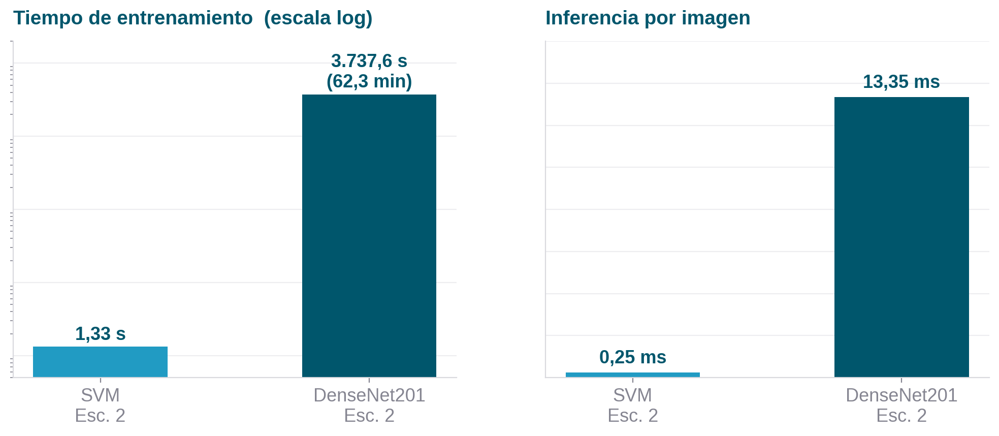 Tiempo de entrenamiento  (escala log)
3.737,6 s
(62,3 min)
1,33 s
SVM
Esc. 2
DenseNet201
Esc. 2
Inferencia por imagen
13,35 ms
0,25 ms
SVM
Esc. 2
DenseNet201
Esc. 2